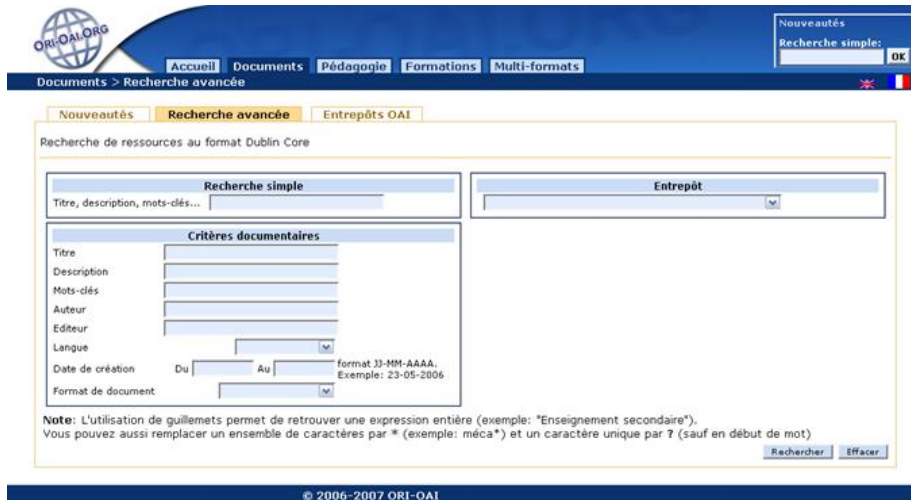 ORI-OAI.ORG
Nouveautés
Recherche simple:
OK
Accueil Documents Pédagogie Formations Multi-formats
Documents > Recherche avancée
Nouveautés Recherche avancée Entrepôts OAI
Recherche de ressources au format Dublin Core
Recherche simple
Titre, description, mots-clés...
Entrepôt
Critères documentaires
Titre
Description
Mots-clés
Auteur
Editeur
Langue
Date de création Du Au format JJ-MM-AAAA.
Exemple: 23-05-2006
Format de document
Note: L'utilisation de guillemets permet de retrouver une expression entière (exemple: "Enseignement secondaire").
Vous pouvez aussi remplacer un ensemble de caractères par * (exemple: méca*) et un caractère unique par ? (sauf en début de mot)
Rechercher Effacer
© 2006-2007 ORI-OAI